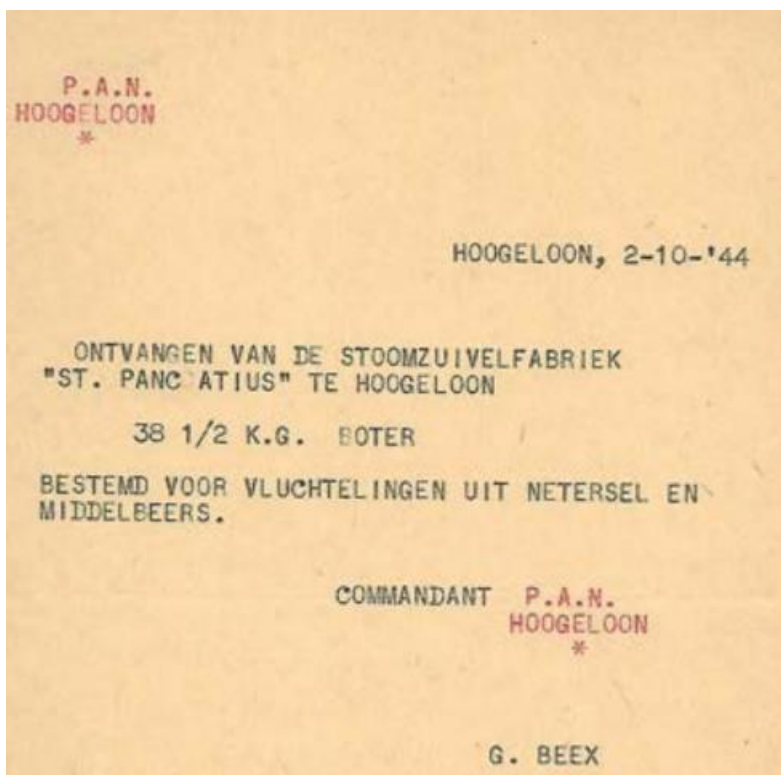 P.A.N.
HOOGELOON
*
HOOGELOON, 2-10-'44
ONTVANGEN VAN DE STOOMZUIVELFABRIEK
"ST. PANC ATIUS" TE HOOGELOON
38 1/2 K.G. BOTER
BESTEMD VOOR VLUCHTELINGEN UIT NETERSEL EN
MIDDELBEERS.
COMMANDANT P.A.N.
HOOGELOON
*
G. BEEX